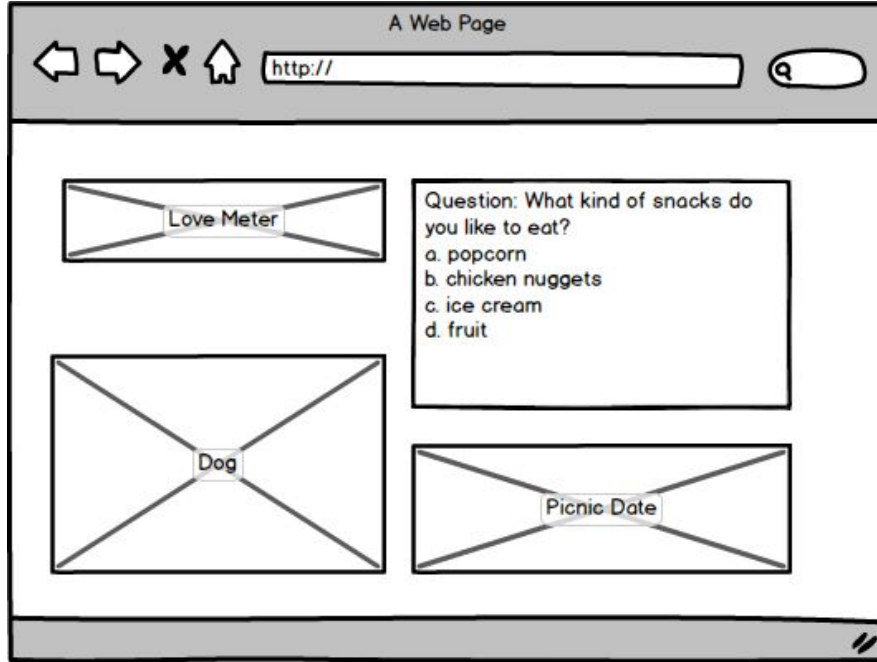 A Web Page
http://
Love Meter
Question: What kind of snacks do
you like to eat?
a. popcorn
b. chicken nuggets
c. ice cream
d. fruit
Dog
Picnic Date